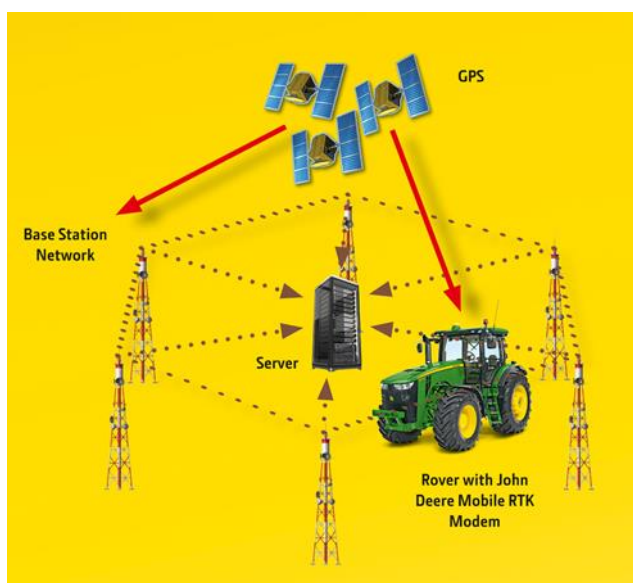 GPS
Base Station
Network
Server
Rover with John
Deere Mobile RTK
Modem